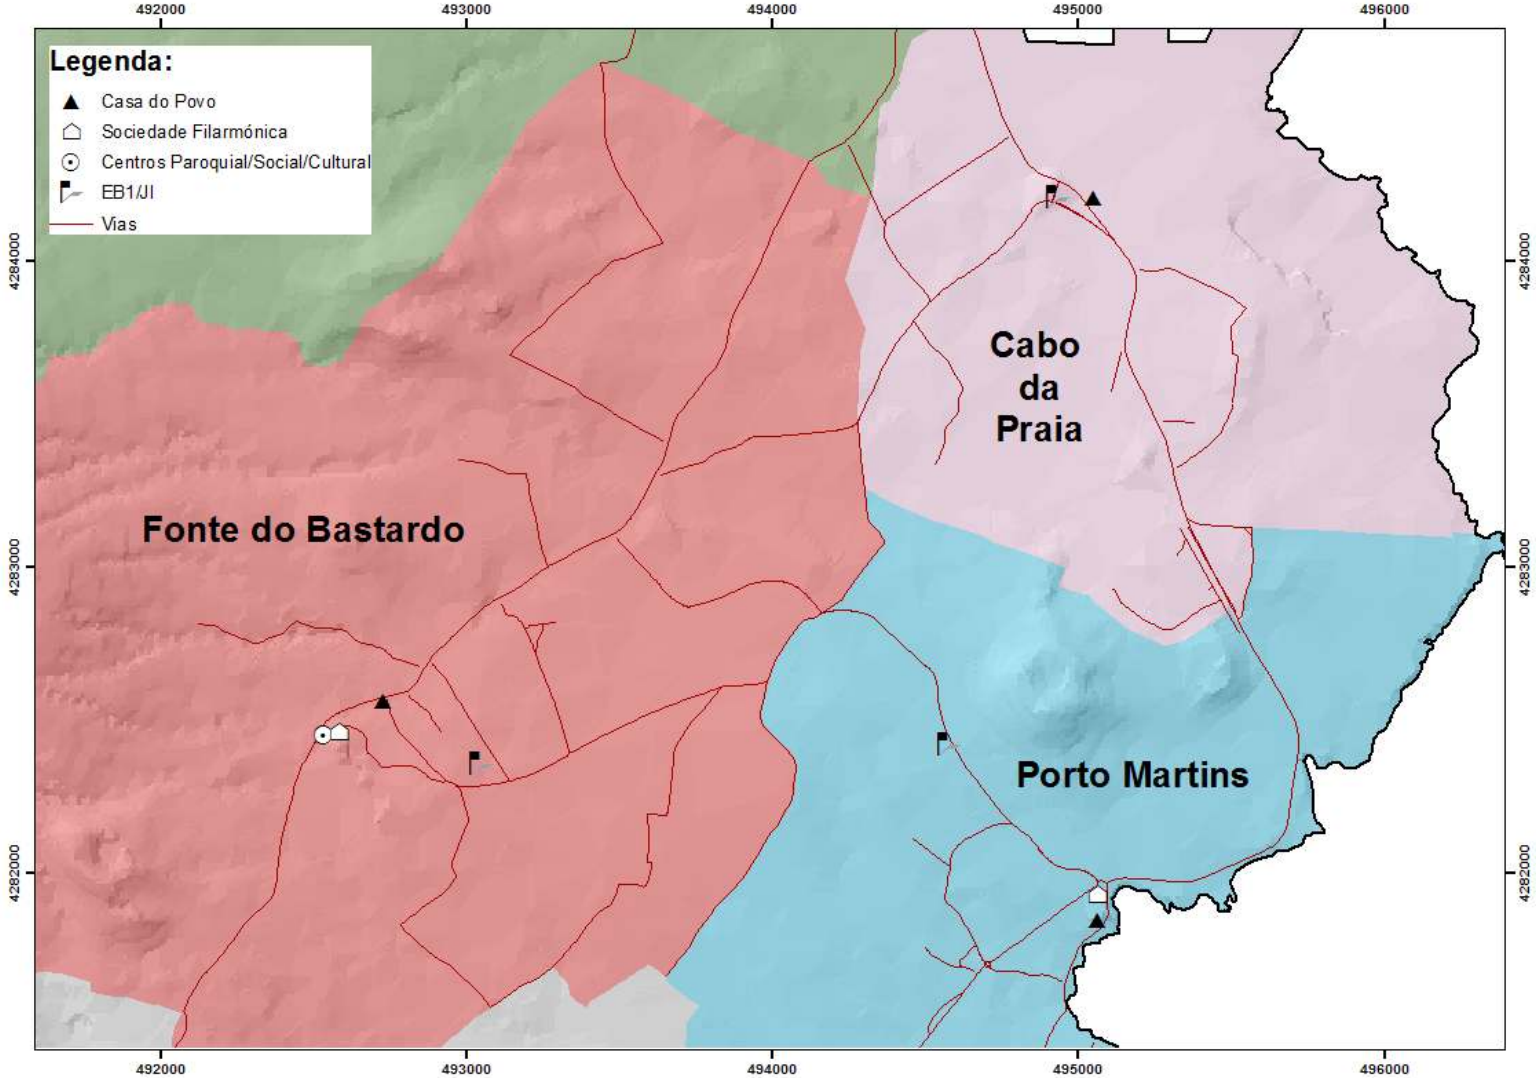 492000 493000 494000 495000 496000
Legenda:
Casa do Povo
Sociedade Filarmónica
Centros Paroquial/Social/Cultural
EB1/JI
Vias
4284000 4284000
Cabo
da
Praia
Fonte do Bastardo
4283000 4283000
Porto Martins
4282000 4282000
492000 493000 494000 495000 496000